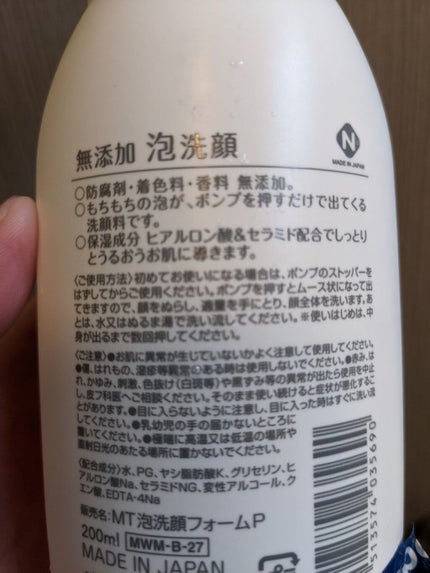 無添加 泡洗顔
N
MADE IN JAPAN
○防腐剤・着色料・香料 無添加。
○もちもちの泡が、ポンプを押すだけで出てくる
洗顔料です。
○保湿成分 ヒアルロン酸&セラミド配合でしっとり
とうるおうお肌に導きます。
〈ご使用方法〉初めてお使いになる場合は、ポンプのストッパーを
はずしてからご使用ください。ポンプを押すとムース状になって出
てきますので、顔をぬらし、適量を手にとり、顔全体を洗います。あ
とは、水又はぬるま湯で洗い流してください。※使いはじめは、中
身が出るまで数回押してください。
〈ご注意〉●お肌に異常が生じていないかよく注意して使用してください。
●傷、はれもの、湿疹等異常のある時は使用しないでください。●赤み、は
れ、かゆみ、刺激、色抜け(白斑等)や黒ずみ等の異常が出たら使用を中止
し、皮フ科医へご相談ください。そのまま使い続けると症状が悪化するこ
とがあります。●目に入らないように注意し、目に入った時はすぐに洗い流
してください。●乳幼児の手の届かないところに
置いてください。●極端に高温又は低温の場所や
直射日光のあたる場所に置かないでください。
〈配合成分〉水、PG、ヤシ脂肪酸K、グリセリン、ヒ
アルロン酸Na、セラミドNG、変性アルコール、ク
エン酸、EDTA-4Na
販売名:MT泡洗顔フォームP
200ml MWM-B-27
MADE IN JAPAN
513574 035690